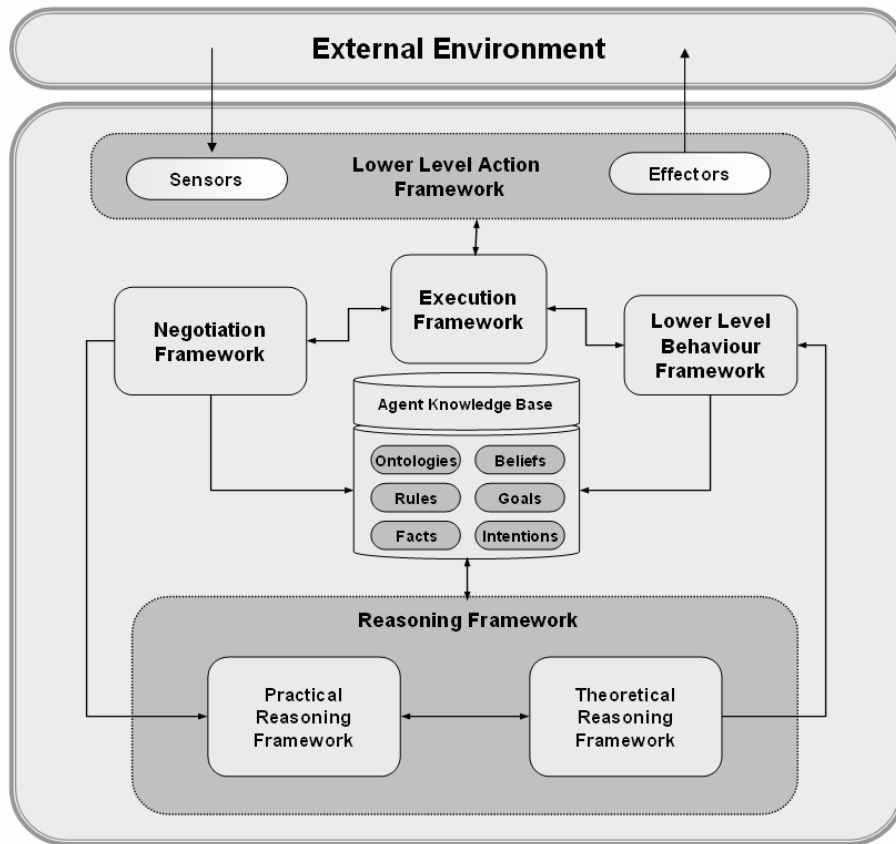 External Environment
Lower Level Action
Framework
Sensors
Effectors
Execution
Framework
Negotiation
Framework
Lower Level
Behaviour
Framework
Agent Knowledge Base
Ontologies
Beliefs
Rules
Goals
Facts
Intentions
Reasoning Framework
Practical
Reasoning
Framework
Theoretical
Reasoning
Framework